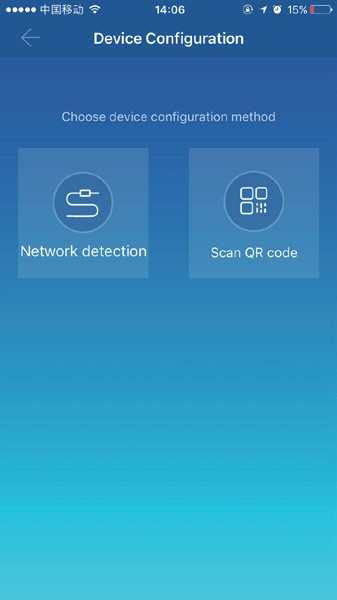 中国移动 14:06 15%
Device Configuration
Choose device configuration method
Network detection Scan QR code